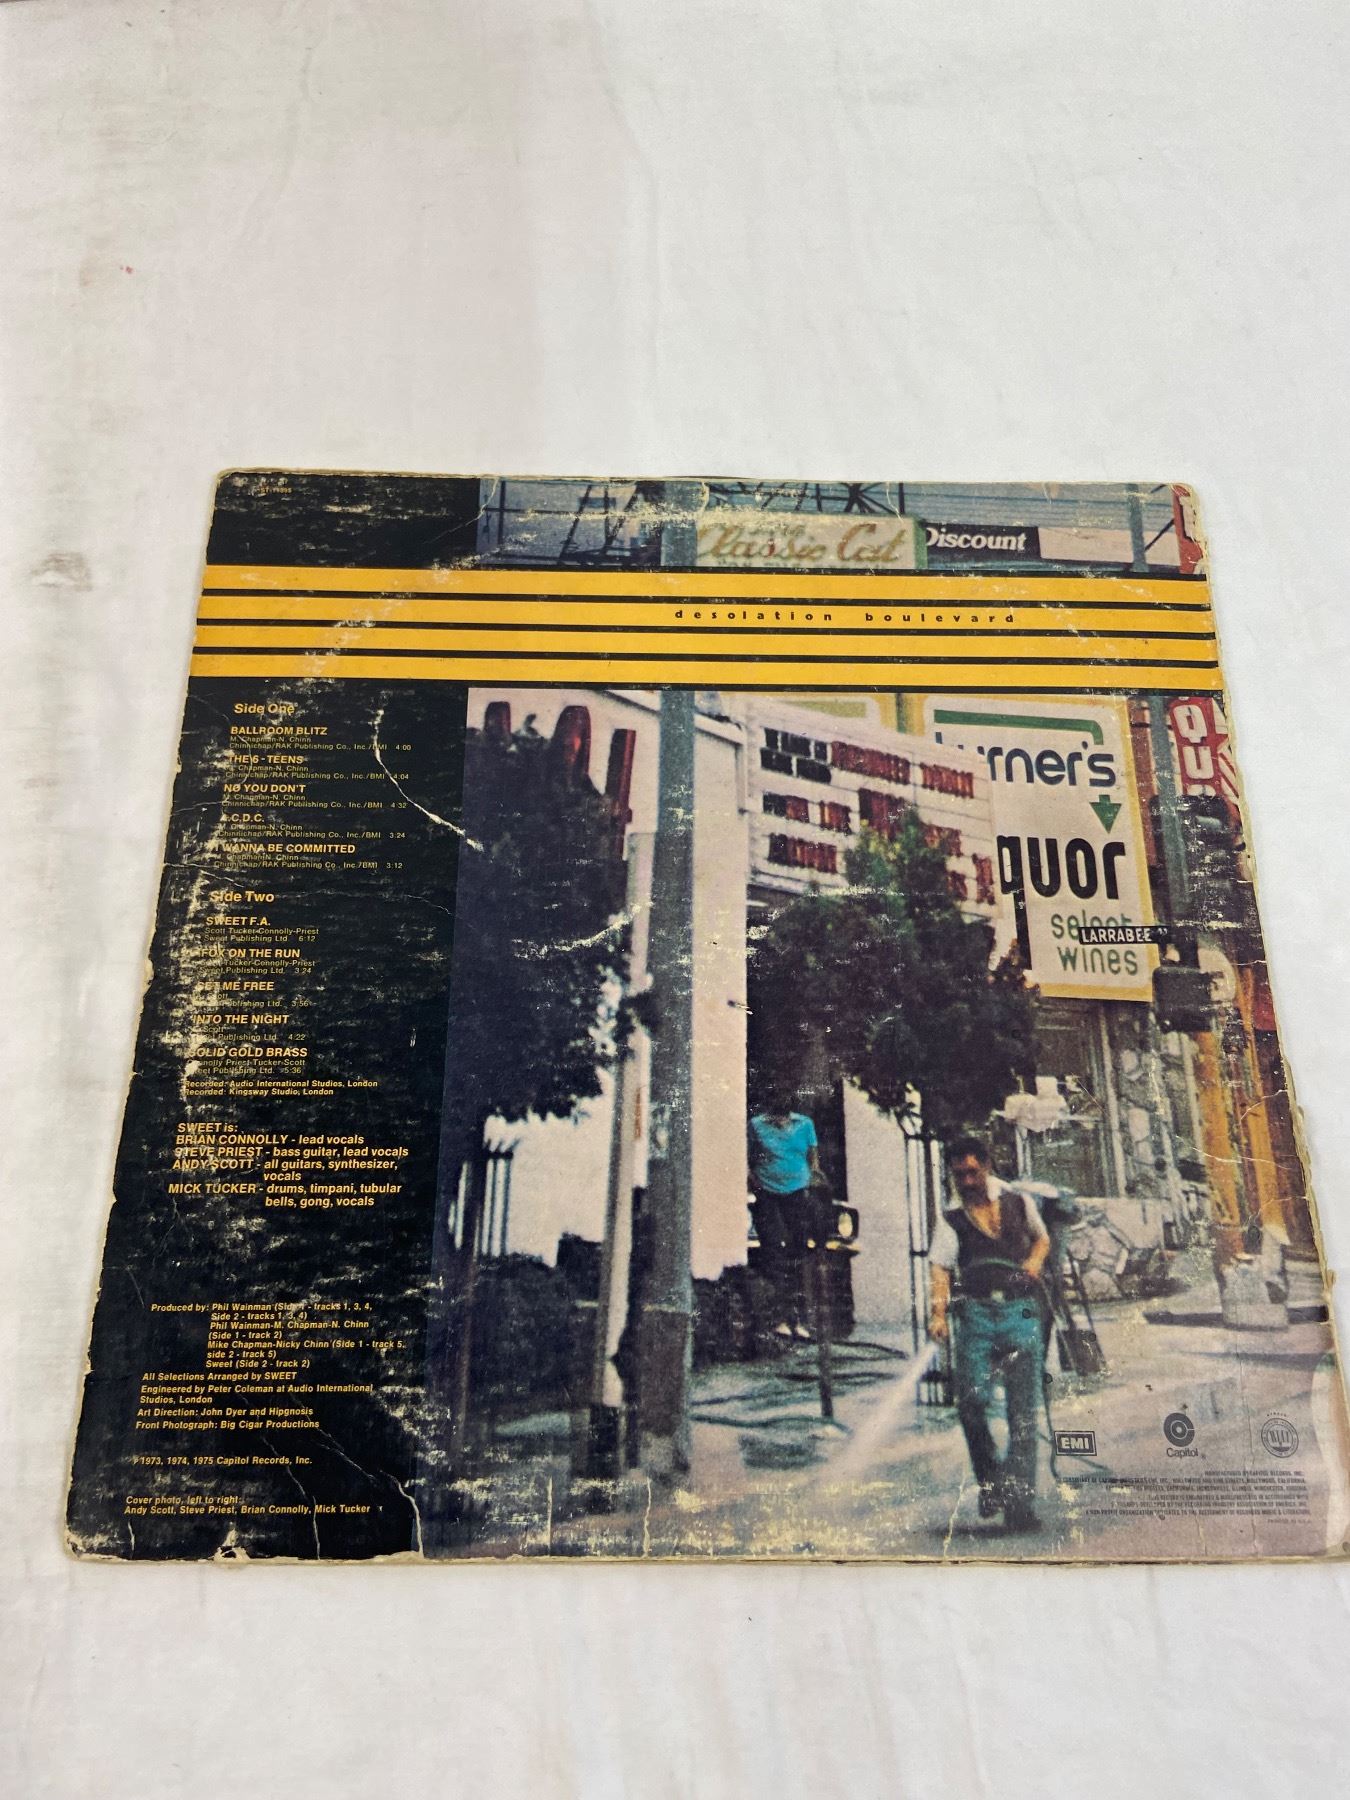 ST-11395
Classic Cat
Discount
desolation boulevard
Side One
BALLROOM BLITZ
M. Chapman-N. Chinn
Chinnichap/RAK Publishing Co., Inc./BMI 4:00
THE 6-TEENS
M. Chapman-N. Chinn
Chinnichap/RAK Publishing Co., Inc./BMI 4:04
NO YOU DON'T
M. Chapman-N. Chinn
Chinnichap/RAK Publishing Co., Inc./BMI 4:32
A.C.D.C.
M. Chapman-N. Chinn
Chinnichap/RAK Publishing Co., Inc./BMI 3:24
I WANNA BE COMMITTED
M. Chapman-N. Chinn
Chinnichap/RAK Publishing Co., Inc./BMI 3:12
Side Two
SWEET F.A.
Scott-Tucker-Connolly-Priest
Sweet Publishing Ltd. 6:12
FOX ON THE RUN
Tucker-Connolly-Priest
Sweet Publishing Ltd. 3:24
SET ME FREE
Scott
Publishing Ltd. 3:56
INTO THE NIGHT
Scott
Publishing Ltd. 4:22
SOLID GOLD BRASS
Connolly-Priest-Tucker-Scott
Sweet Publishing Ltd. 5:36
Recorded: Audio International Studios, London
Recorded: Kingsway Studio, London
SWEET is:
BRIAN CONNOLLY - lead vocals
STEVE PRIEST - bass guitar, lead vocals
ANDY SCOTT - all guitars, synthesizer,
vocals
MICK TUCKER - drums, timpani, tubular
bells, gong, vocals
Produced by: Phil Wainman (Side 1 - tracks 1, 3, 4,
Side 2 - tracks 1, 3, 4)
Phil Wainman-M. Chapman-N. Chinn
(Side 1 - track 2)
Mike Chapman-Nicky Chinn (Side 1 - track 5,
side 2 - track 5)
Sweet (Side 2 - track 2)
All Selections Arranged by SWEET
Engineered by Peter Coleman at Audio International
Studios, London
Art Direction: John Dyer and Hipgnosis
Front Photograph: Big Cigar Productions
℗1973, 1974, 1975 Capitol Records, Inc.
Cover photo, left to right:
Andy Scott, Steve Priest, Brian Connolly, Mick Tucker
turner's
quor
select
LARRABEE
wines
QU
EMI
Capitol
MANUFACTURED BY CAPITOL RECORDS, INC.